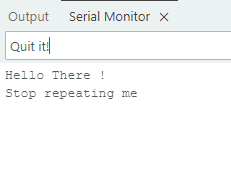 Output Serial Monitor
Quit it!
Hello There !
Stop repeating me